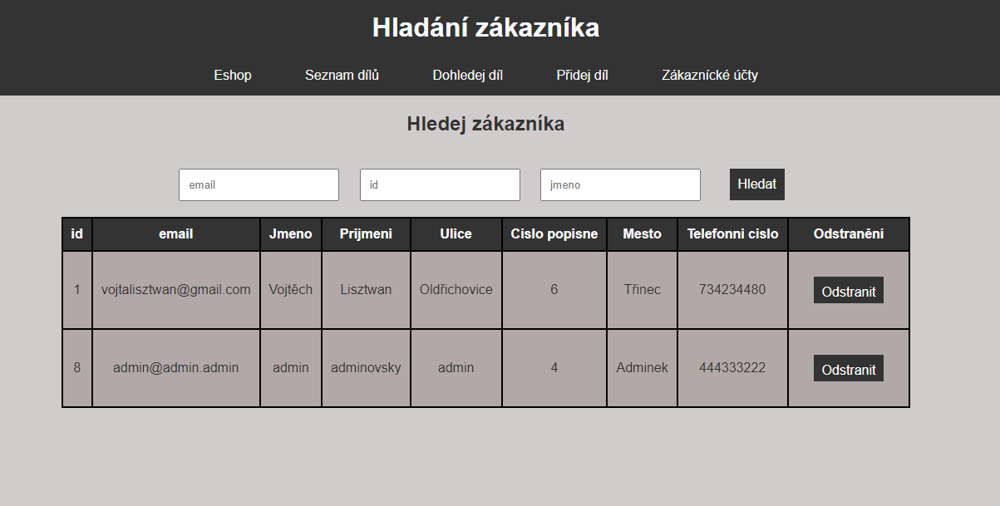 Hladání zákazníka
Eshop Seznam dílů Dohledej díl Přidej díl Zákaznícké účty
Hledej zákazníka
email id jmeno Hledat
id email Jmeno Prijmeni Ulice Cislo popisne Mesto Telefonni cislo Odstranění
1 vojtalisztwan@gmail.com Vojtěch Lisztwan Oldřichovice 6 Třinec 734234480 Odstranit
8 admin@admin.admin admin adminovsky admin 4 Adminek 444333222 Odstranit